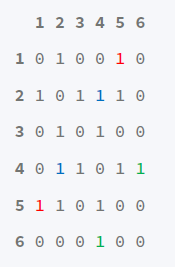 1 2 3 4 5 6
1 0 1 0 0 1 0
2 1 0 1 1 1 0
3 0 1 0 1 0 0
4 0 1 1 0 1 1
5 1 1 0 1 0 0
6 0 0 0 1 0 0